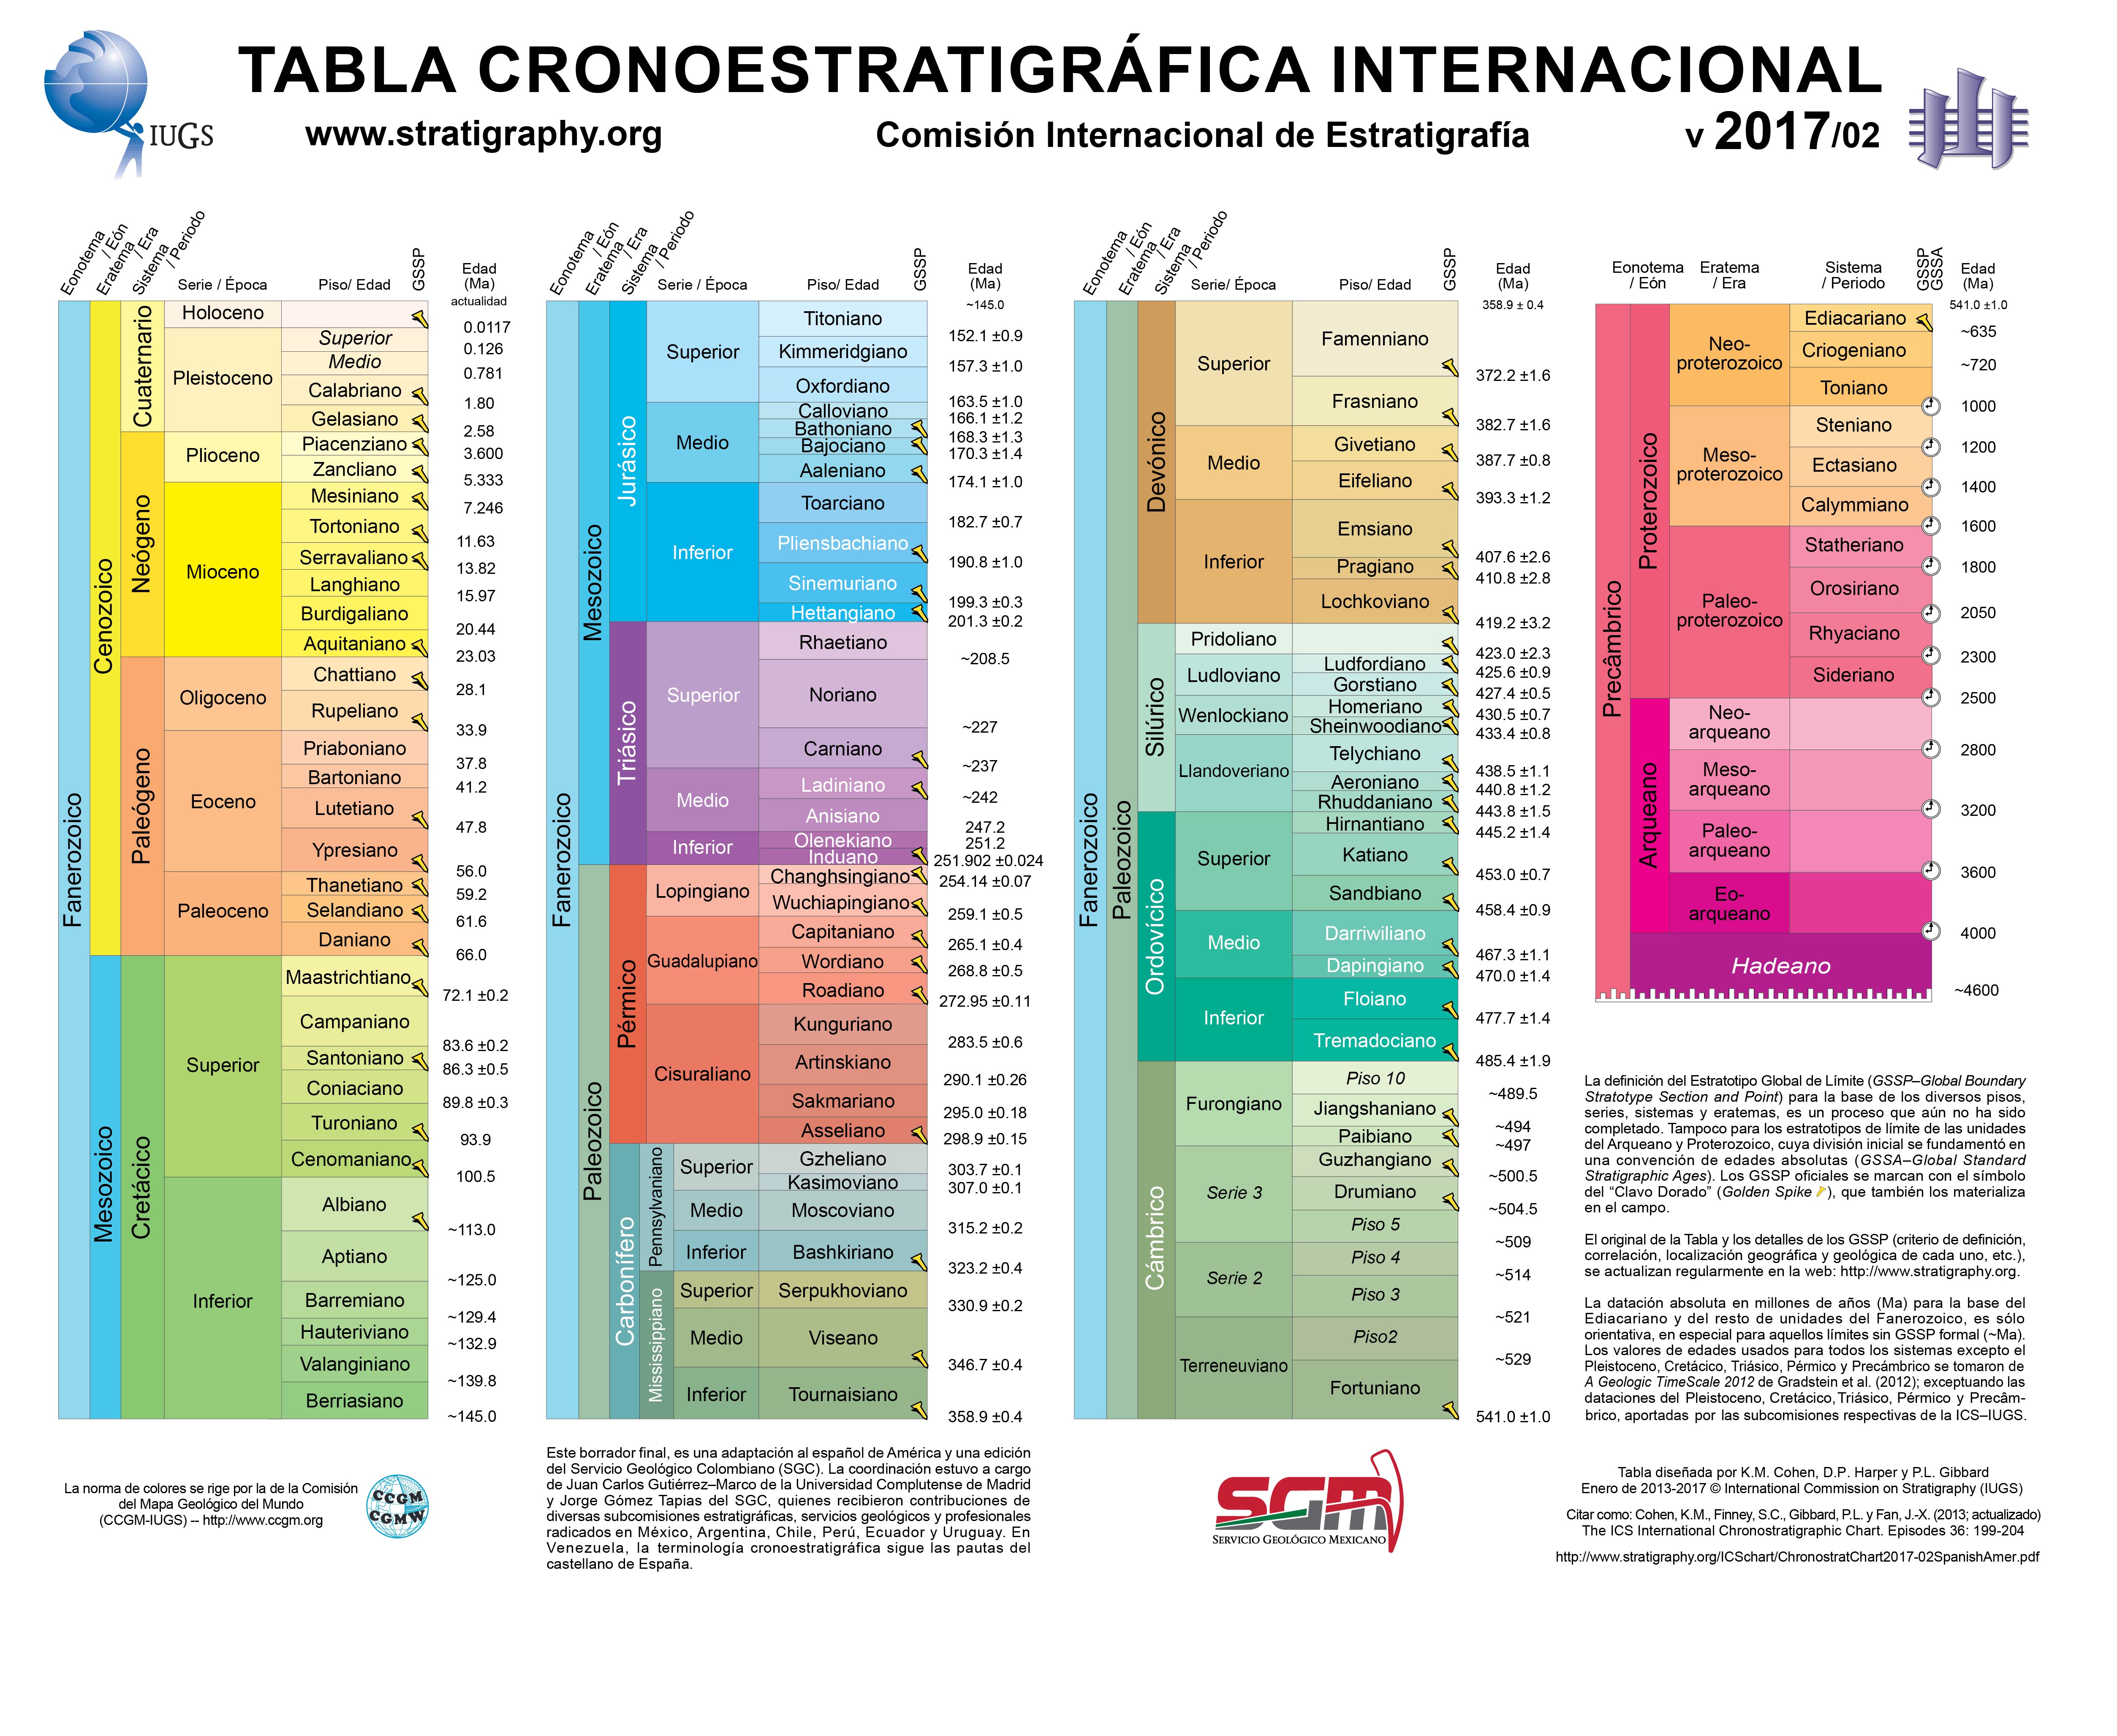 TABLA CRONOESTRATIGRÁFICA INTERNACIONAL
IUGS
www.stratigraphy.org
Comisión Internacional de Estratigrafía
v 2017/02
Eonotema / Eón
Eratema / Era
Sistema / Periodo
Serie / Época
Piso/ Edad
GSSP
Edad (Ma)
actualidad
Fanerozoico
Cenozoico
Cuaternario
Holoceno
0.0117
Pleistoceno
Superior
0.126
Medio
0.781
Calabriano
1.80
Gelasiano
2.58
Neógeno
Plioceno
Piacenziano
3.600
Zancliano
5.333
Mioceno
Mesiniano
7.246
Tortoniano
11.63
Serravaliano
13.82
Langhiano
15.97
Burdigaliano
20.44
Aquitaniano
23.03
Paleógeno
Oligoceno
Chattiano
28.1
Rupeliano
33.9
Eoceno
Priaboniano
37.8
Bartoniano
41.2
Lutetiano
47.8
Ypresiano
56.0
Paleoceno
Thanetiano
59.2
Selandiano
61.6
Daniano
66.0
Mesozoico
Cretácico
Superior
Maastrichtiano
72.1 ±0.2
Campaniano
83.6 ±0.2
Santoniano
86.3 ±0.5
Coniaciano
89.8 ±0.3
Turoniano
93.9
Cenomaniano
100.5
Inferior
Albiano
~113.0
Aptiano
~125.0
Barremiano
~129.4
Hauteriviano
~132.9
Valanginiano
~139.8
Berriasiano
~145.0
Eonotema / Eón
Eratema / Era
Sistema / Periodo
Serie / Época
Piso/ Edad
GSSP
Edad (Ma)
~145.0
Fanerozoico
Mesozoico
Jurásico
Superior
Titoniano
152.1 ±0.9
Kimmeridgiano
157.3 ±1.0
Oxfordiano
163.5 ±1.0
Medio
Calloviano
166.1 ±1.2
Bathoniano
168.3 ±1.3
Bajociano
170.3 ±1.4
Aaleniano
174.1 ±1.0
Inferior
Toarciano
182.7 ±0.7
Pliensbachiano
190.8 ±1.0
Sinemuriano
199.3 ±0.3
Hettangiano
201.3 ±0.2
Triásico
Superior
Rhaetiano
~208.5
Noriano
~227
Carniano
~237
Medio
Ladiniano
~242
Anisiano
247.2
Inferior
Olenekiano
251.2
Induano
251.902 ±0.024
Paleozoico
Pérmico
Lopingiano
Changhsingiano
254.14 ±0.07
Wuchiapingiano
259.1 ±0.5
Guadalupiano
Capitaniano
265.1 ±0.4
Wordiano
268.8 ±0.5
Roadiano
272.95 ±0.11
Cisuraliano
Kunguriano
283.5 ±0.6
Artinskiano
290.1 ±0.26
Sakmariano
295.0 ±0.18
Asseliano
298.9 ±0.15
Carbonífero
Pennsylvaniano
Superior
Gzheliano
303.7 ±0.1
Kasimoviano
307.0 ±0.1
Medio
Moscoviano
315.2 ±0.2
Inferior
Bashkiriano
323.2 ±0.4
Mississippiano
Superior
Serpukhoviano
330.9 ±0.2
Medio
Viseano
346.7 ±0.4
Inferior
Tournaisiano
358.9 ±0.4
Eonotema / Eón
Eratema / Era
Sistema / Periodo
Serie/ Época
Piso/ Edad
GSSP
Edad (Ma)
358.9 ± 0.4
Fanerozoico
Paleozoico
Devónico
Superior
Famenniano
372.2 ±1.6
Frasniano
382.7 ±1.6
Medio
Givetiano
387.7 ±0.8
Eifeliano
393.3 ±1.2
Inferior
Emsiano
407.6 ±2.6
Pragiano
410.8 ±2.8
Lochkoviano
419.2 ±3.2
Silúrico
Pridoliano
423.0 ±2.3
Ludloviano
Ludfordiano
425.6 ±0.9
Gorstiano
427.4 ±0.5
Wenlockiano
Homeriano
430.5 ±0.7
Sheinwoodiano
433.4 ±0.8
Llandoveriano
Telychiano
438.5 ±1.1
Aeroniano
440.8 ±1.2
Rhuddaniano
443.8 ±1.5
Ordovícico
Superior
Hirnantiano
445.2 ±1.4
Katiano
453.0 ±0.7
Sandbiano
458.4 ±0.9
Medio
Darriwiliano
467.3 ±1.1
Dapingiano
470.0 ±1.4
Inferior
Floiano
477.7 ±1.4
Tremadociano
485.4 ±1.9
Cámbrico
Furongiano
Piso 10
~489.5
Jiangshaniano
~494
Paibiano
~497
Serie 3
Guzhangiano
~500.5
Drumiano
~504.5
Piso 5
~509
Serie 2
Piso 4
~514
Piso 3
~521
Terreneuviano
Piso2
~529
Fortuniano
541.0 ±1.0
Eonotema / Eón
Eratema / Era
Sistema / Periodo
GSSP
GSSA
Edad (Ma)
541.0 ±1.0
Precâmbrico
Proterozoico
Neo-proterozoico
Ediacariano
~635
Criogeniano
~720
Toniano
1000
Meso-proterozoico
Steniano
1200
Ectasiano
1400
Calymmiano
1600
Paleo-proterozoico
Statheriano
1800
Orosiriano
2050
Rhyaciano
2300
Sideriano
2500
Arqueano
Neo-arqueano
2800
Meso-arqueano
3200
Paleo-arqueano
3600
Eo-arqueano
4000
Hadeano
~4600
La definición del Estratotipo Global de Límite (GSSP–Global Boundary
Stratotype Section and Point) para la base de los diversos pisos,
series, sistemas y eratemas, es un proceso que aún no ha sido
completado. Tampoco para los estratotipos de límite de las unidades
del Arqueano y Proterozoico, cuya división inicial se fundamentó en
una convención de edades absolutas (GSSA–Global Standard
Stratigraphic Ages). Los GSSP oficiales se marcan con el símbolo
del “Clavo Dorado” (Golden Spike ), que también los materializa
en el campo.
El original de la Tabla y los detalles de los GSSP (criterio de definición,
correlación, localización geográfica y geológica de cada uno, etc.),
se actualizan regularmente en la web: http://www.stratigraphy.org.
La datación absoluta en millones de años (Ma) para la base del
Ediacariano y del resto de unidades del Fanerozoico, es sólo
orientativa, en especial para aquellos límites sin GSSP formal (~Ma).
Los valores de edades usados para todos los sistemas excepto el
Pleistoceno, Cretácico, Triásico, Pérmico y Precámbrico se tomaron de
A Geologic TimeScale 2012 de Gradstein et al. (2012); exceptuando las
dataciones del Pleistoceno, Cretácico, Triásico, Pérmico y Precâm-
brico, aportadas por las subcomisiones respectivas de la ICS–IUGS.
La norma de colores se rige por la de la Comisión
del Mapa Geológico del Mundo
(CCGM-IUGS) -- http://www.ccgm.org
CCGM
CGMW
Este borrador final, es una adaptación al español de América y una edición
del Servicio Geológico Colombiano (SGC). La coordinación estuvo a cargo
de Juan Carlos Gutiérrez–Marco de la Universidad Complutense de Madrid
y Jorge Gómez Tapias del SGC, quienes recibieron contribuciones de
diversas subcomisiones estratigráficas, servicios geológicos y profesionales
radicados en México, Argentina, Chile, Perú, Ecuador y Uruguay. En
Venezuela, la terminología cronoestratigráfica sigue las pautas del
castellano de España.
SGM
SERVICIO GEOLÓGICO MEXICANO
Tabla diseñada por K.M. Cohen, D.P. Harper y P.L. Gibbard
Enero de 2013-2017 © International Commission on Stratigraphy (IUGS)
Citar como: Cohen, K.M., Finney, S.C., Gibbard, P.L. y Fan, J.-X. (2013; actualizado)
The ICS International Chronostratigraphic Chart. Episodes 36: 199-204
http://www.stratigraphy.org/ICSchart/ChronostratChart2017-02SpanishAmer.pdf